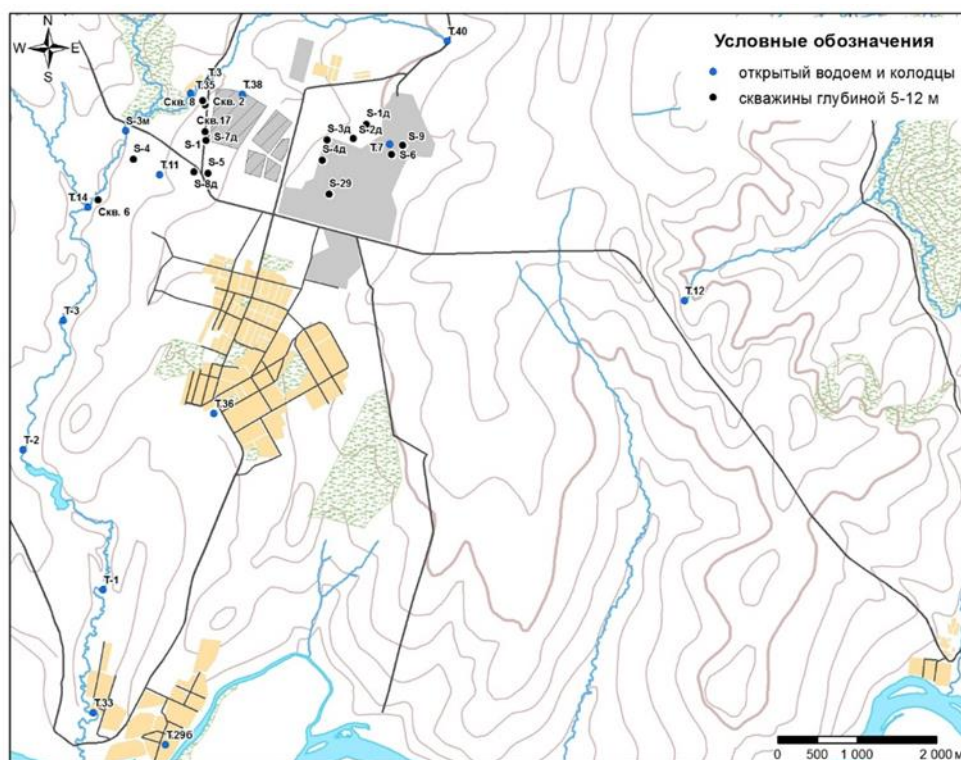 N
W E
S
Условные обозначения
открытый водоем и колодцы
скважины глубиной 5-12 м
Т.40
Т.3
Т.35
Т.38
Скв. 8
Скв. 2
S-3м
Скв.17
S-1д
S-3д
S-2д
S-1
S-7д
Т.7
S-9
S-4
S-4д
S-6
Т.11
S-5
S-8д
S-29
Т.14
Скв. 6
Т.12
Т-3
Т.36
Т-2
Т-1
Т.33
Т.29б
0 500 1 000 2 000 м